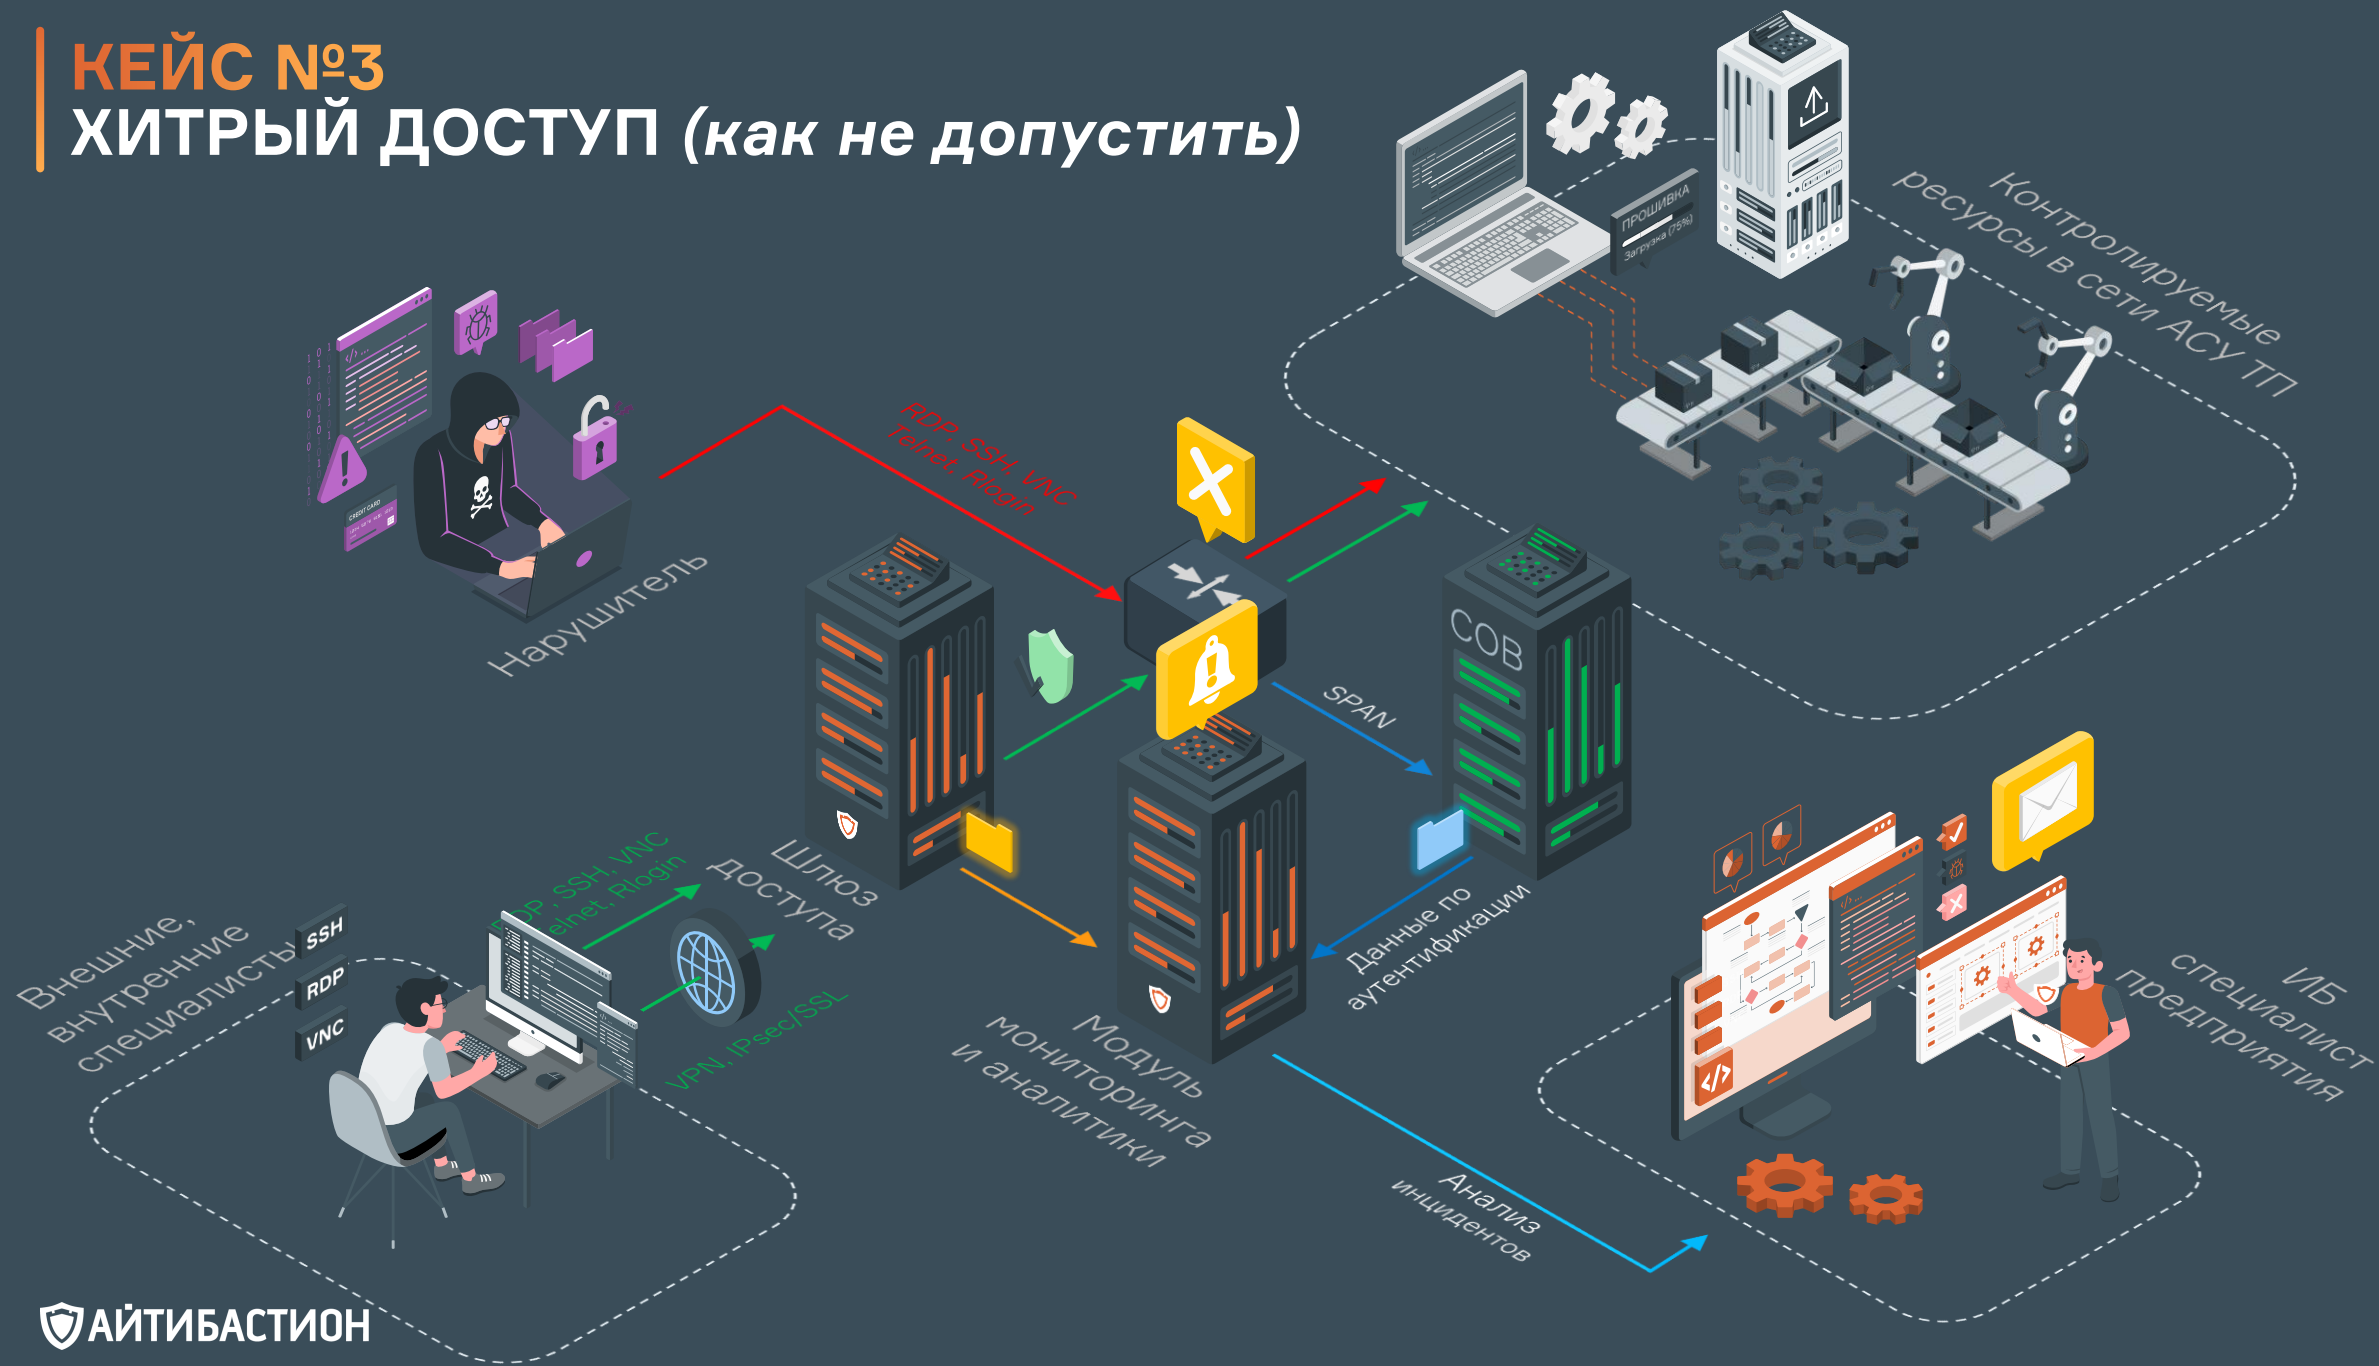 КЕЙС №3
ХИТРЫЙ ДОСТУП (как не допустить)
ПРОШИВКА
Загрузка (75%)
Контролируемые
ресурсы в сети АСУ ТП
CREDIT CARD
Нарушитель
RDP, SSH, VNC
Telnet, Rlogin
СОВ
SPAN
Шлюз
доступа
RDP, SSH, VNC
Telnet, Rlogin
VPN, IPsec/SSL
Внешние,
внутренние
специалисты
SSH
RDP
VNC
Данные по
аутентификации
Модуль
мониторинга
и аналитики
Анализ
инцидентов
ИБ
специалист
предприятия
АЙТИБАСТИОН